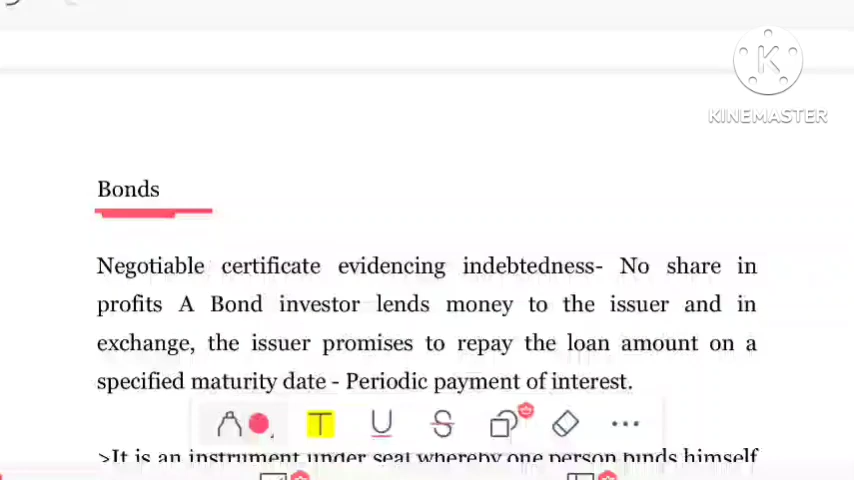 KINEMASTER
Bonds
Negotiable certificate evidencing indebtedness- No share in
profits A Bond investor lends money to the issuer and in
exchange, the issuer promises to repay the loan amount on a
specified maturity date - Periodic payment of interest.
>It is an instrument under seal whereby one person binds himself